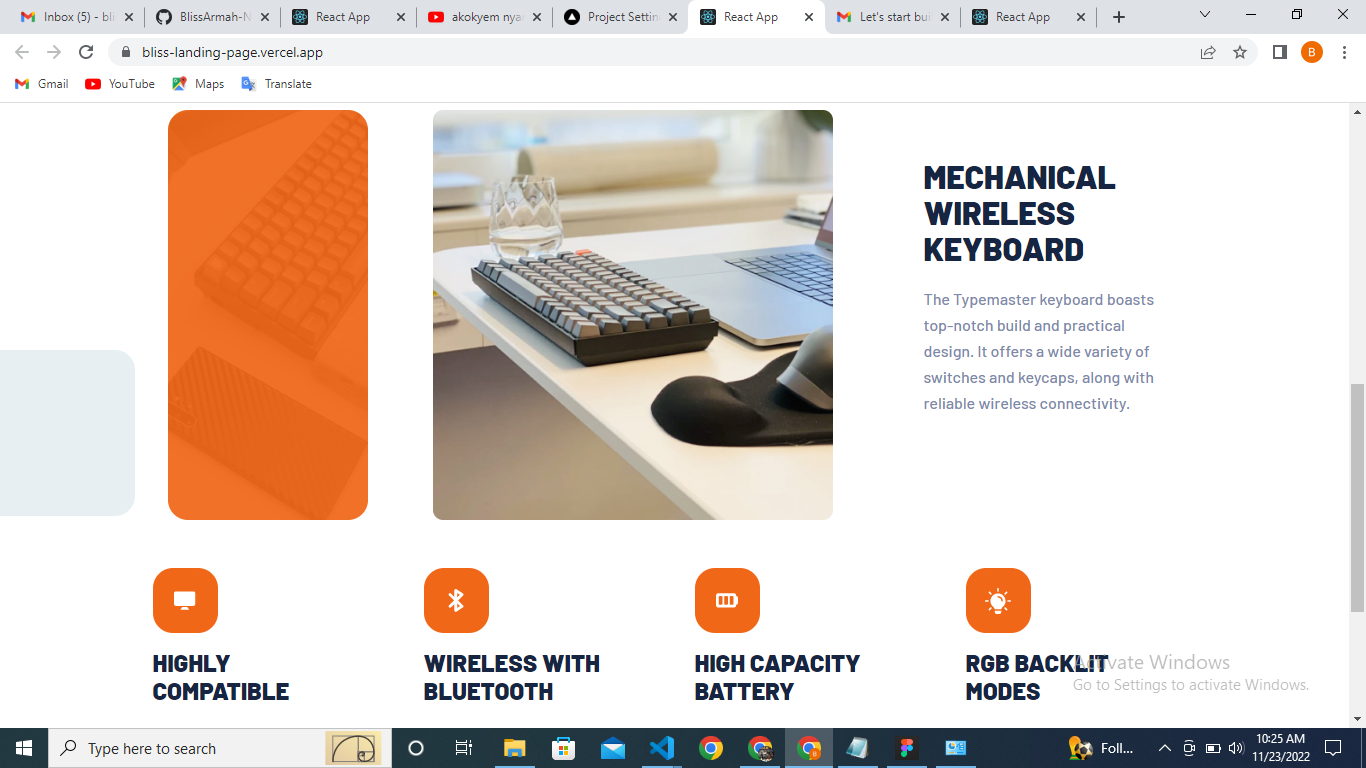 Inbox (5) - bli
BlissArmah-N
React App
akokyem nyan
Project Settin
React App
Let's start bui
React App
bliss-landing-page.vercel.app
B
Gmail
YouTube
Maps
Translate
MECHANICAL
WIRELESS
KEYBOARD
The Typemaster keyboard boasts
top-notch build and practical
design. It offers a wide variety of
switches and keycaps, along with
reliable wireless connectivity.
HIGHLY
COMPATIBLE
WIRELESS WITH
BLUETOOTH
HIGH CAPACITY
BATTERY
RGB BACKLIT
MODES
Activate Windows
Go to Settings to activate Windows.
Type here to search
Foll...
10:25 AM
11/23/2022